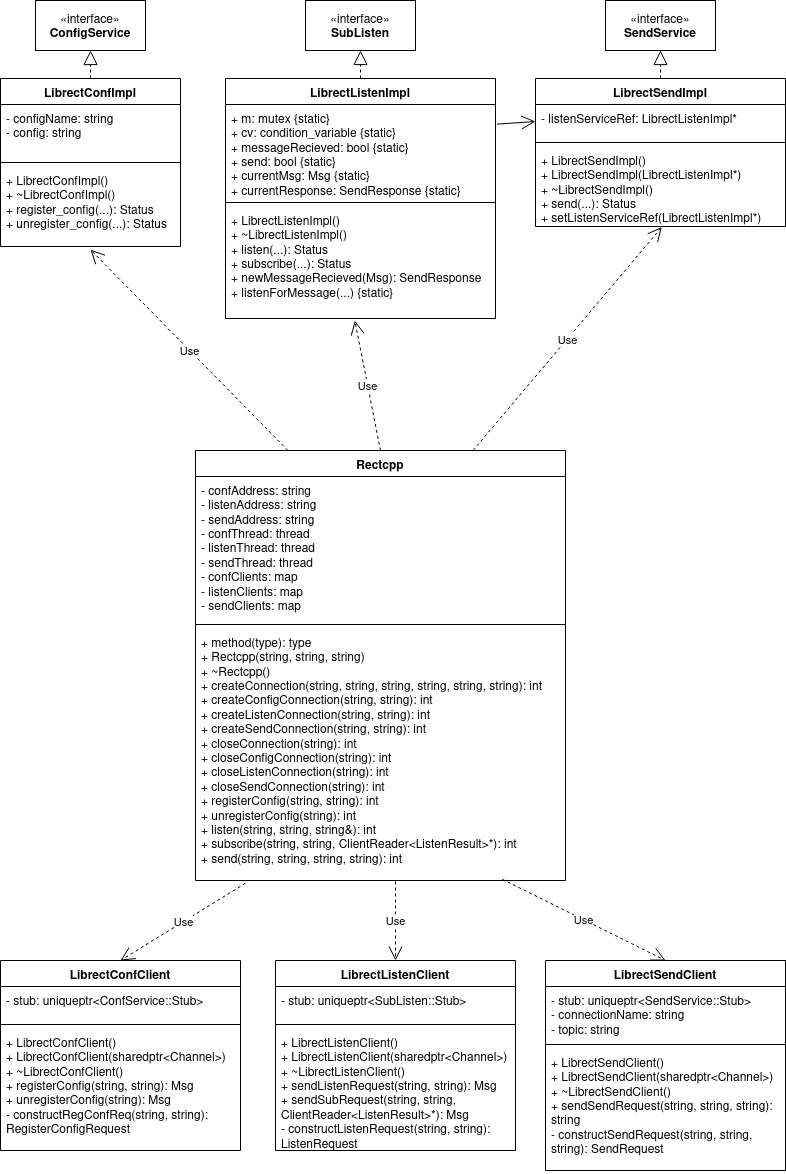 «interface»
ConfigService
«interface»
SubListen
«interface»
SendService
LibrectConfImpl
- configName: string
- config: string
+ LibrectConfImpl()
+ ~LibrectConfImpl()
+ register_config(...): Status
+ unregister_config(...): Status
LibrectListenImpl
+ m: mutex {static}
+ cv: condition_variable {static}
+ messageRecieved: bool {static}
+ send: bool {static}
+ currentMsg: Msg {static}
+ currentResponse: SendResponse {static}
+ LibrectListenImpl()
+ ~LibrectListenImpl()
+ listen(...): Status
+ subscribe(...): Status
+ newMessageRecieved(Msg): SendResponse
+ listenForMessage(...) {static}
LibrectSendImpl
- listenServiceRef: LibrectListenImpl*
+ LibrectSendImpl()
+ LibrectSendImpl(LibrectListenImpl*)
+ ~LibrectSendImpl()
+ send(...): Status
+ setListenServiceRef(LibrectListenImpl*)
Use
Use
Use
Rectcpp
- confAddress: string
- listenAddress: string
- sendAddress: string
- confThread: thread
- listenThread: thread
- sendThread: thread
- confClients: map
- listenClients: map
- sendClients: map
+ method(type): type
+ Rectcpp(string, string, string)
+ ~Rectcpp()
+ createConnection(string, string, string, string, string, string): int
+ createConfigConnection(string, string): int
+ createListenConnection(string, string): int
+ createSendConnection(string, string): int
+ closeConnection(string): int
+ closeConfigConnection(string): int
+ closeListenConnection(string): int
+ closeSendConnection(string): int
+ registerConfig(string, string): int
+ unregisterConfig(string): int
+ listen(string, string, string&): int
+ subscribe(string, string, ClientReader<ListenResult>*): int
+ send(string, string, string, string): int
Use
Use
Use
LibrectConfClient
- stub: uniqueptr<ConfService::Stub>
+ LibrectConfClient()
+ LibrectConfClient(sharedptr<Channel>)
+ ~LibrectConfClient()
+ registerConfig(string, string): Msg
+ unregisterConfig(string): Msg
- constructRegConfReq(string, string):
RegisterConfigRequest
LibrectListenClient
- stub: uniqueptr<SubListen::Stub>
+ LibrectListenClient()
+ LibrectListenClient(sharedptr<Channel>)
+ ~LibrectListenClient()
+ sendListenRequest(string, string): Msg
+ sendSubRequest(string, string,
ClientReader<ListenResult>*): Msg
- constructListenRequest(string, string):
ListenRequest
LibrectSendClient
- stub: uniqueptr<SendService::Stub>
- connectionName: string
- topic: string
+ LibrectSendClient()
+ LibrectSendClient(sharedptr<Channel>)
+ ~LibrectSendClient()
+ sendSendRequest(string, string, string):
string
- constructSendRequest(string, string,
string): SendRequest